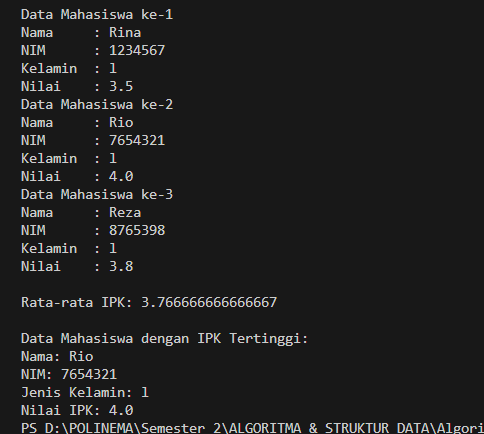 Data Mahasiswa ke-1
Nama     : Rina
NIM      : 1234567
Kelamin  : l
Nilai    : 3.5
Data Mahasiswa ke-2
Nama     : Rio
NIM      : 7654321
Kelamin  : l
Nilai    : 4.0
Data Mahasiswa ke-3
Nama     : Reza
NIM      : 8765398
Kelamin  : l
Nilai    : 3.8

Rata-rata IPK: 3.766666666666667

Data Mahasiswa dengan IPK Tertinggi:
Nama: Rio
NIM: 7654321
Jenis Kelamin: l
Nilai IPK: 4.0
PS D:\POLINEMA\Semester 2\ALGORITMA & STRUKTUR DATA\Algori